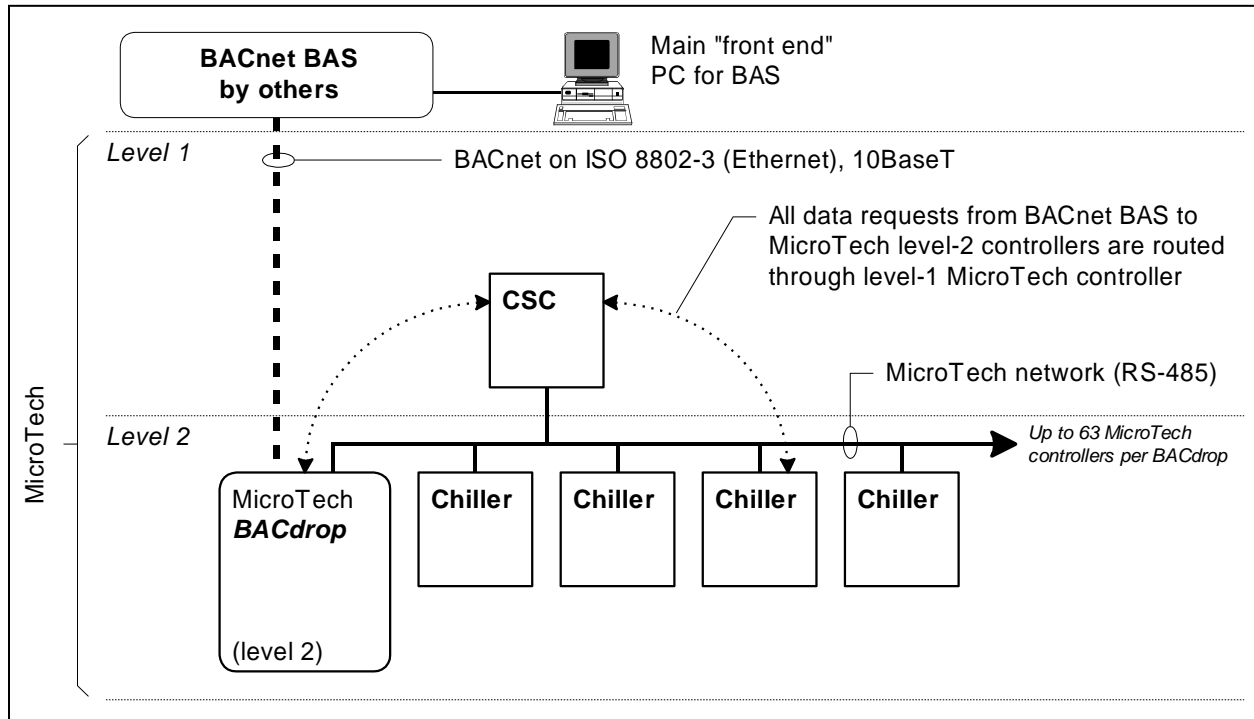 BACnet BAS
by others
Main "front end"
PC for BAS
Level 1
BACnet on ISO 8802-3 (Ethernet), 10BaseT
All data requests from BACnet BAS to
MicroTech level-2 controllers are routed
through level-1 MicroTech controller
CSC
MicroTech network (RS-485)
MicroTech
Level 2
Up to 63 MicroTech
controllers per BACdrop
MicroTech
BACdrop
(level 2)
Chiller
Chiller
Chiller
Chiller